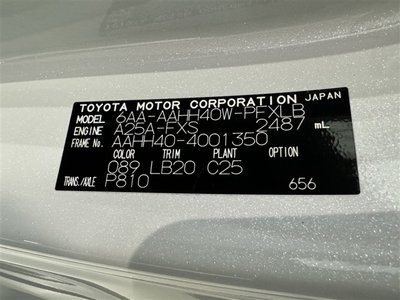 TOYOTA MOTOR CORPORATION JAPAN
MODEL 6AA-AAHH40W-PFXLB
ENGINE A25A-FXS 2487 mL
FRAME No. AAHH40-4001350
COLOR TRIM PLANT OPTION
089 LB20 C25
TRANS./AXLE P810
656